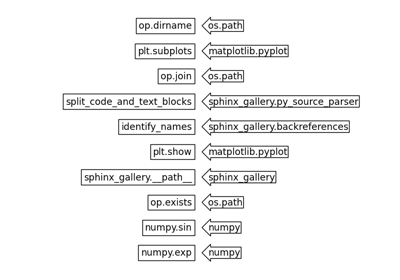 op.dirname os.path
plt.subplots matplotlib.pyplot
op.join os.path
split_code_and_text_blocks sphinx_gallery.py_source_parser
identify_names sphinx_gallery.backreferences
plt.show matplotlib.pyplot
sphinx_gallery.__path__ sphinx_gallery
op.exists os.path
numpy.sin numpy
numpy.exp numpy